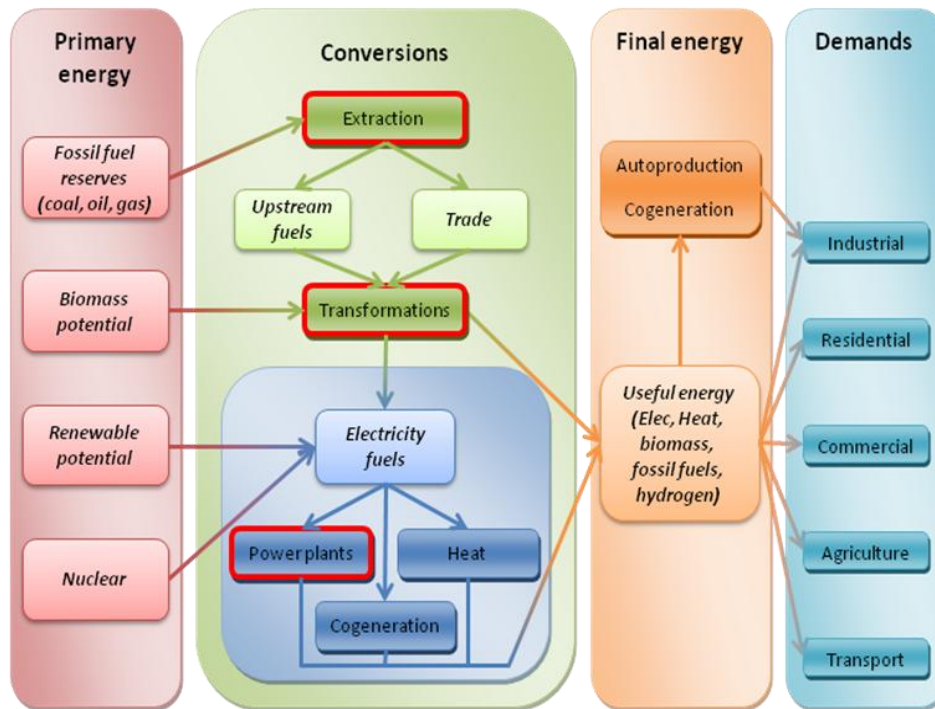 Primary
energy
Conversions
Final energy
Demands
Fossil fuel
reserves
(coal, oil, gas)
Biomass
potential
Renewable
potential
Nuclear
Extraction
Upstream
fuels
Trade
Transformations
Electricity
fuels
Power plants
Heat
Cogeneration
Autoproduction
Cogeneration
Useful energy
(Elec, Heat,
biomass,
fossil fuels,
hydrogen)
Industrial
Residential
Commercial
Agriculture
Transport